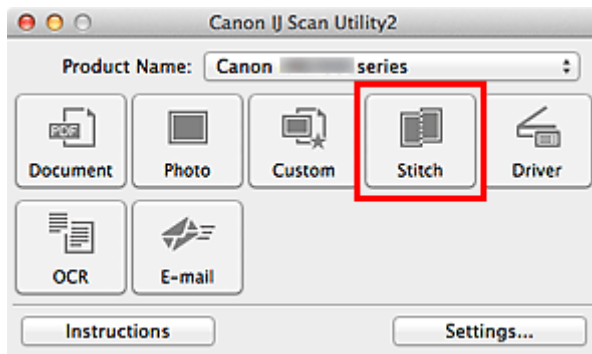 Canon IJ Scan Utility2
Product Name: Canon series
PDF
Document Photo Custom Stitch Driver
OCR E-mail
Instructions Settings...